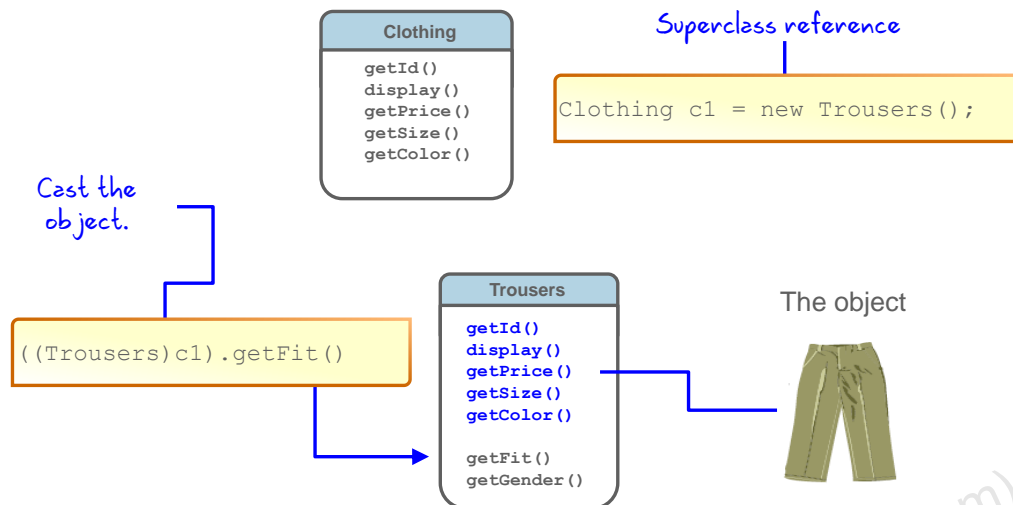 Clothing
getId()
display()
getPrice()
getSize()
getColor()
Superclass reference
Clothing c1 = new Trousers();
Cast the
object.
((Trousers)c1).getFit()
Trousers
getId()
display()
getPrice()
getSize()
getColor()
getFit()
getGender()
The object